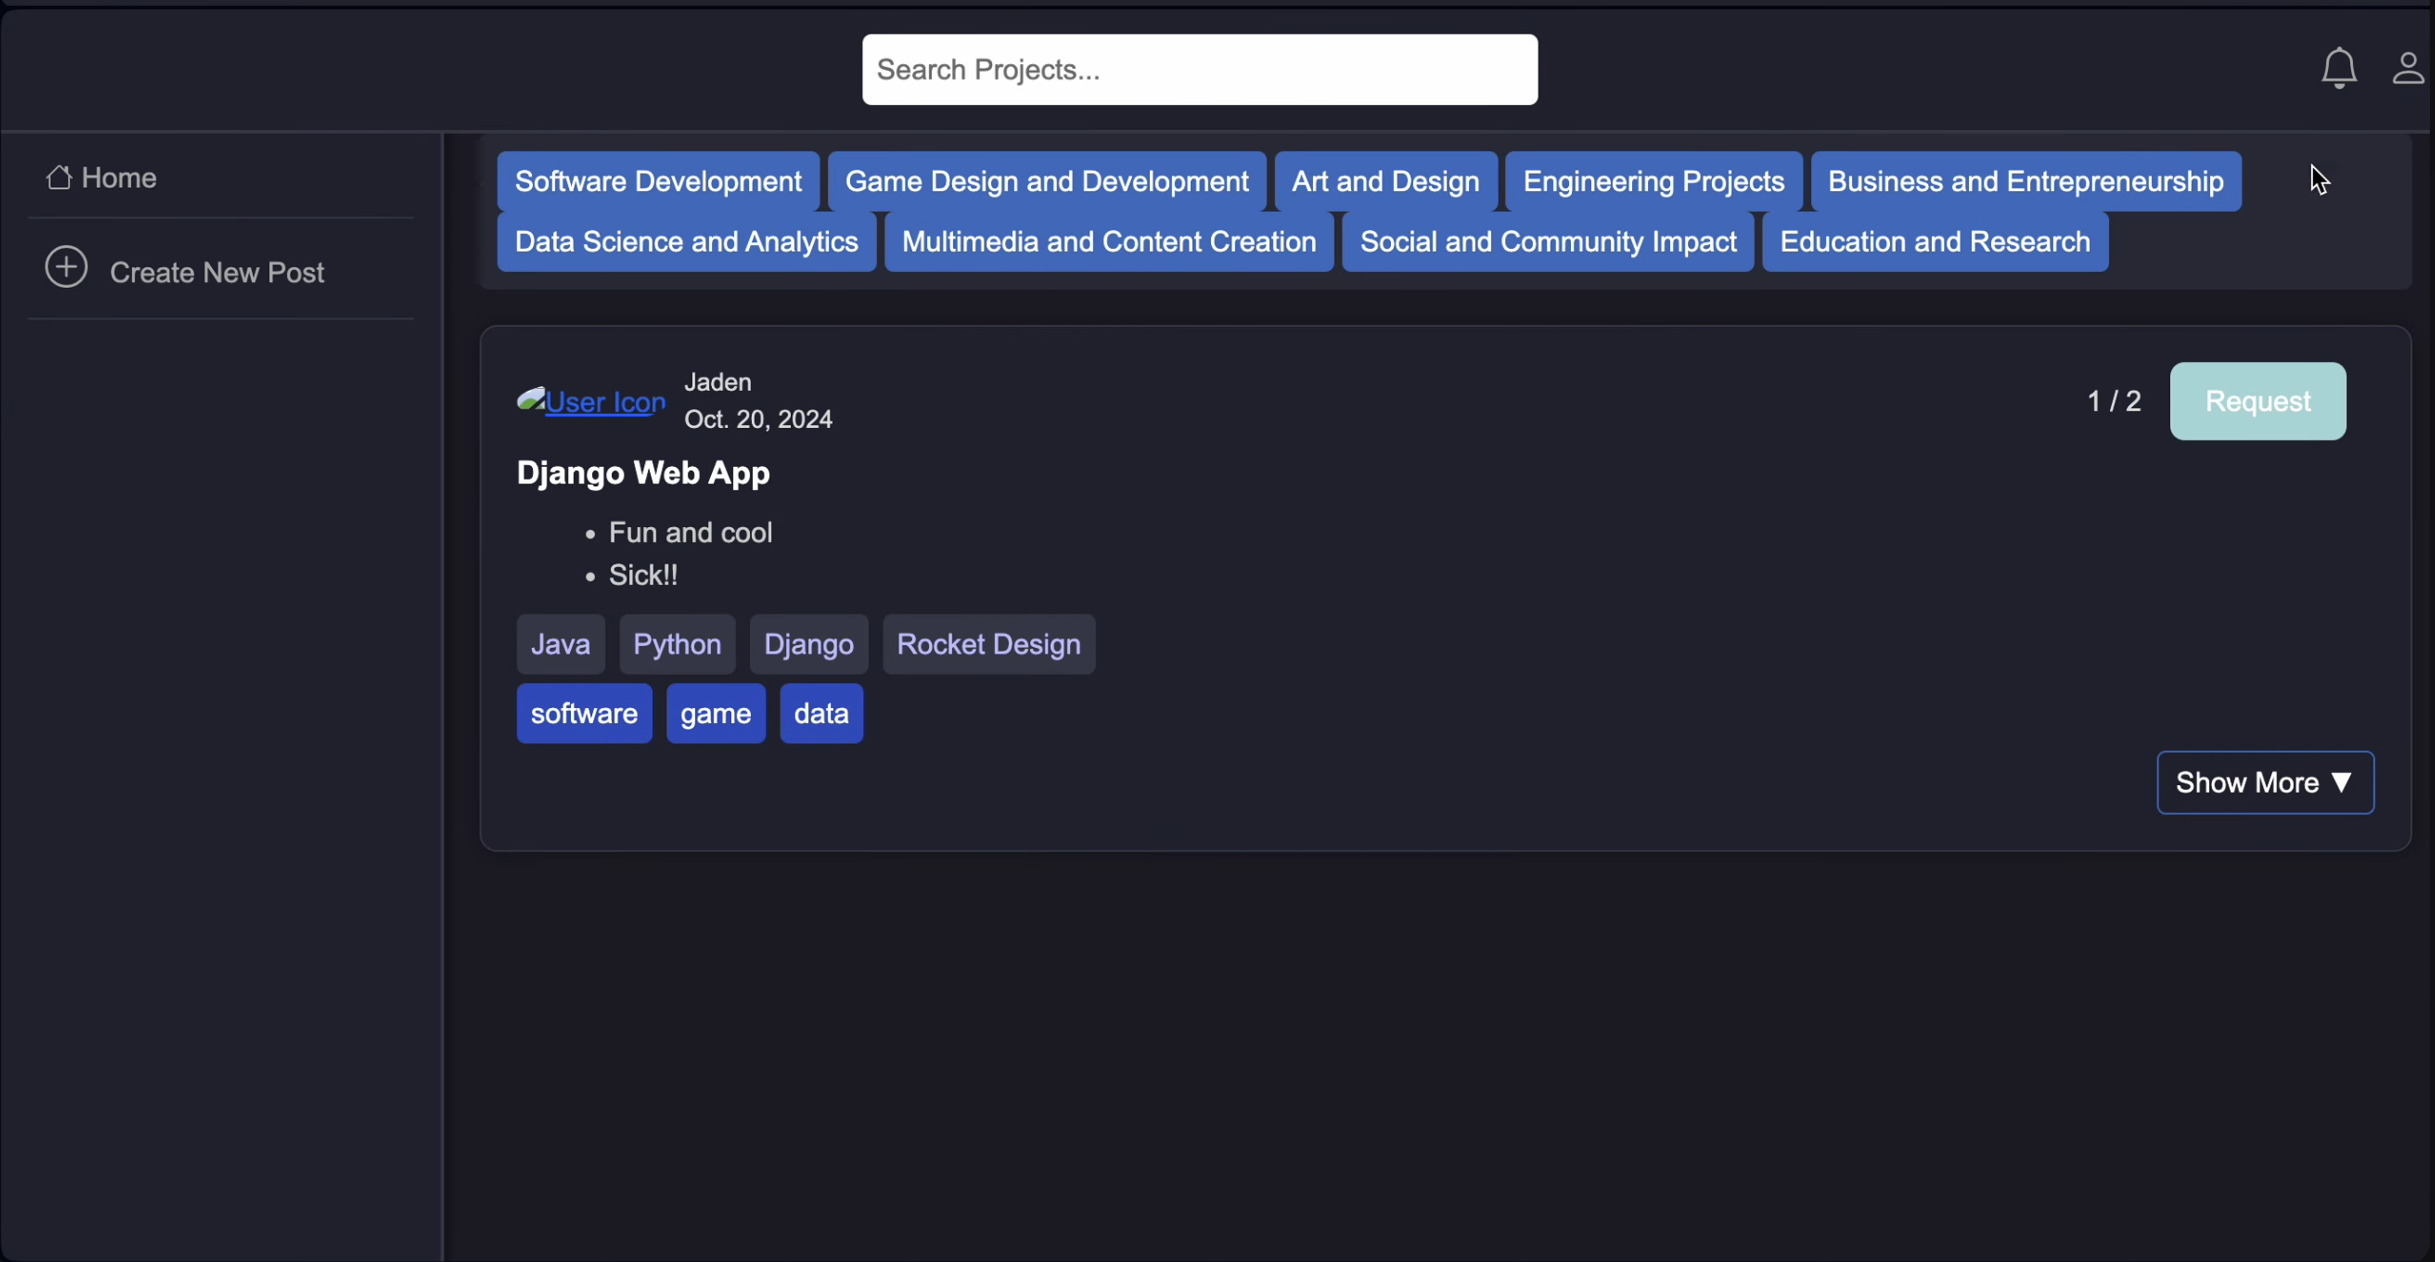 Search Projects...
Home
Create New Post
Software Development Game Design and Development Art and Design Engineering Projects Business and Entrepreneurship
Data Science and Analytics Multimedia and Content Creation Social and Community Impact Education and Research
User Icon
Jaden
Oct. 20, 2024
1 / 2 Request
Django Web App
• Fun and cool
• Sick!!
Java Python Django Rocket Design
software game data
Show More ▼